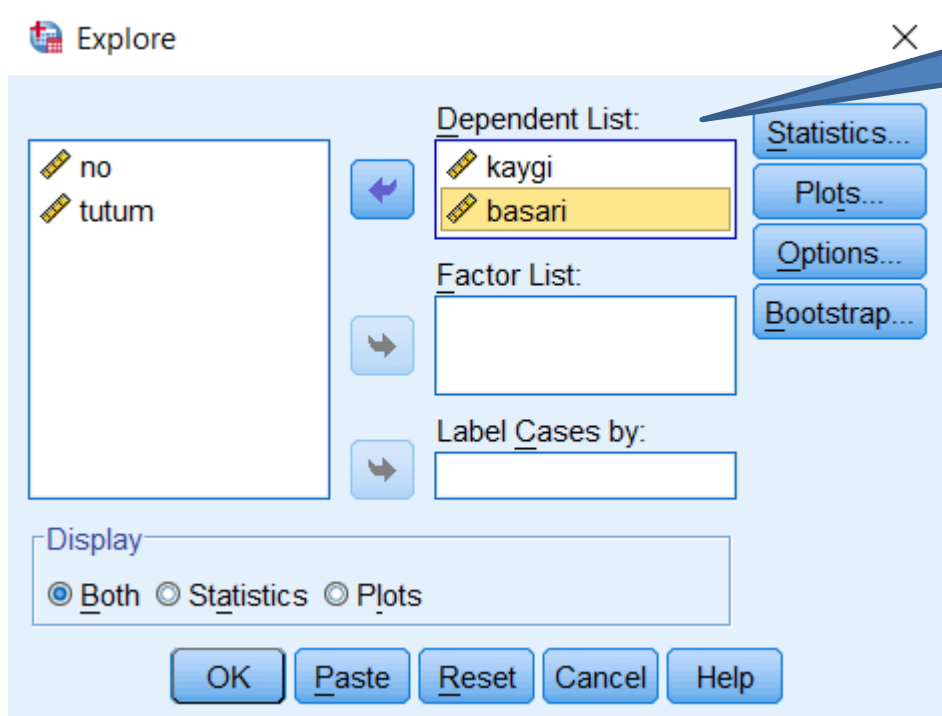 Explore
Dependent List:
kaygi
basari
no
tutum
Factor List:
Label Cases by:
Statistics...
Plots...
Options...
Bootstrap...
Display
Both Statistics Plots
OK Paste Reset Cancel Help